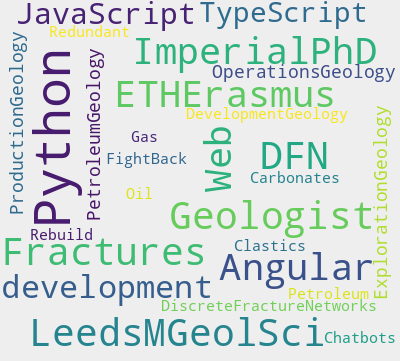 JavaScript
TypeScript
Redundant
ImperialPhD
ProductionGeology
Python
PetroleumGeology
OperationsGeology
ETHErasmus
DevelopmentGeology
Gas
Web
DFN
FightBack
Carbonates
ExplorationGeology
Oil
Geologist
Rebuild
Fractures
Clastics
Angular
development
Petroleum
DiscreteFractureNetworks
LeedsMGeolSci
Chatbots